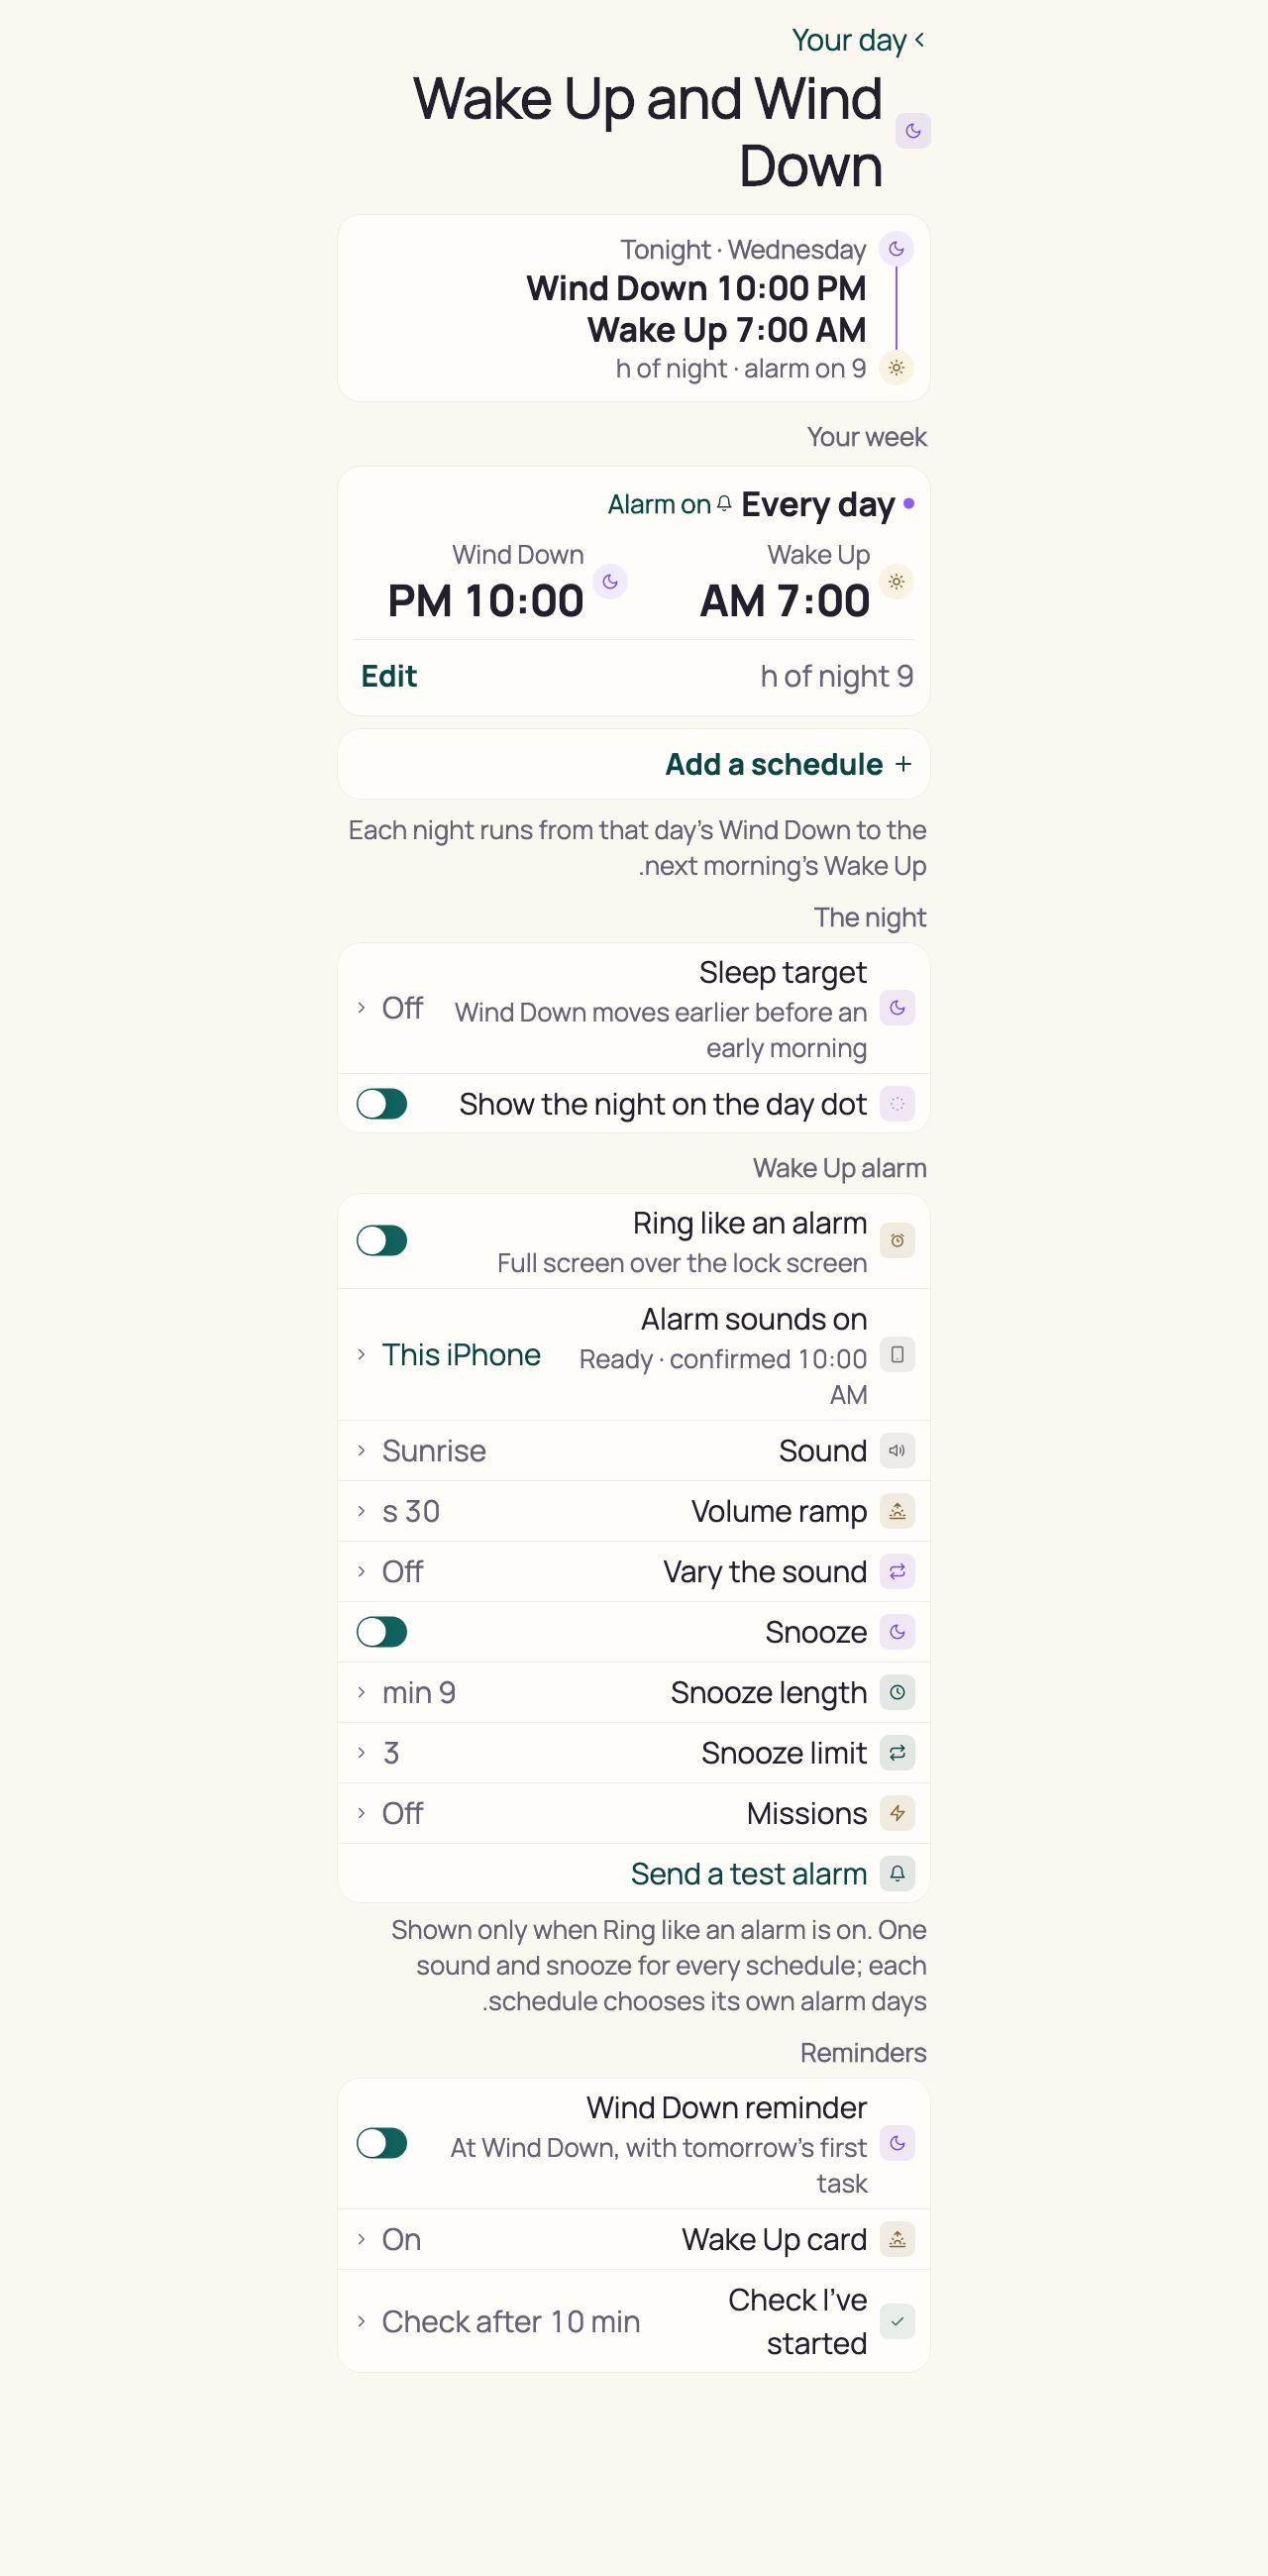 Your day
Wake Up and Wind
Down
Tonight · Wednesday
Wind Down 10:00 PM
Wake Up 7:00 AM
h of night · alarm on 9
Your week
Every day Alarm on
Wake Up
AM 7:00
Wind Down
PM 10:00
h of night 9
Edit
+ Add a schedule
Each night runs from that day's Wind Down to the
.next morning's Wake Up
The night
Sleep target
Wind Down moves earlier before an
early morning
Off
Show the night on the day dot
Wake Up alarm
Ring like an alarm
Full screen over the lock screen
Alarm sounds on
Ready · confirmed 10:00
AM
This iPhone
Sound
Sunrise
Volume ramp
s 30
Vary the sound
Off
Snooze
Snooze length
min 9
Snooze limit
3
Missions
Off
Send a test alarm
Shown only when Ring like an alarm is on. One
sound and snooze for every schedule; each
.schedule chooses its own alarm days
Reminders
Wind Down reminder
At Wind Down, with tomorrow's first
task
Wake Up card
On
Check I've
started
Check after 10 min